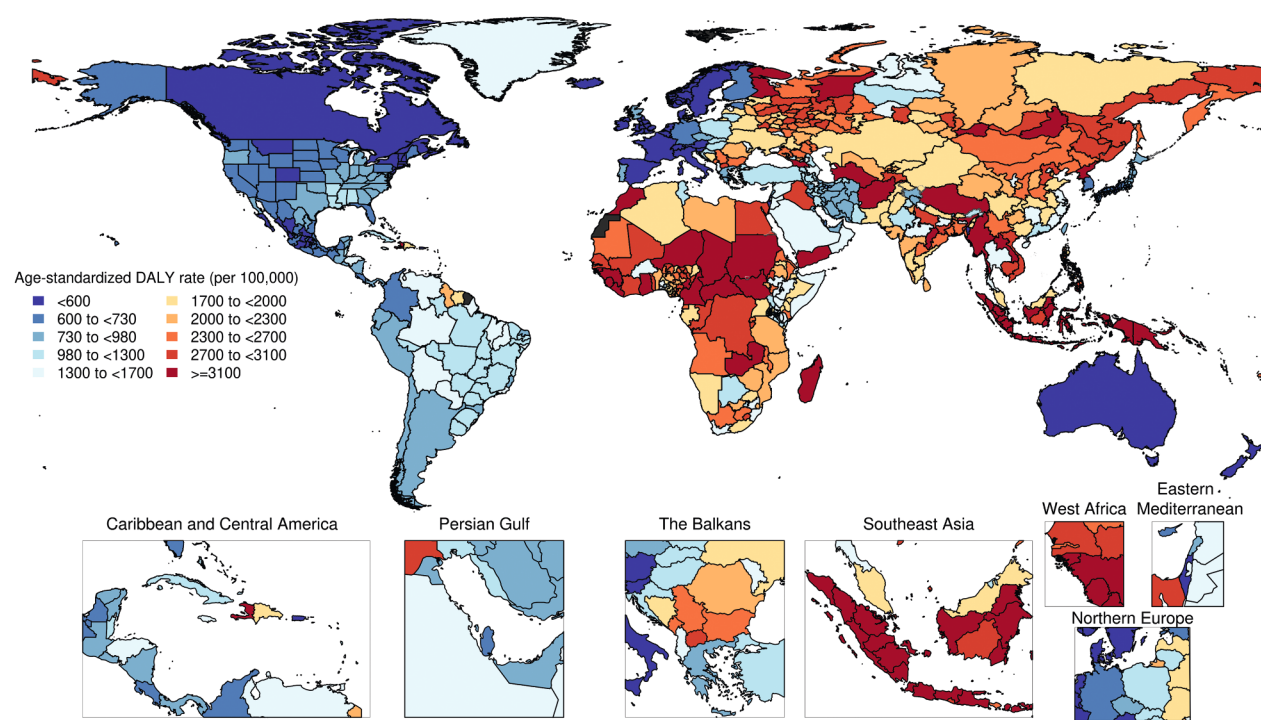 Age-standardized DALY rate (per 100,000)
<600
600 to <730
730 to <980
980 to <1300
1300 to <1700
1700 to <2000
2000 to <2300
2300 to <2700
2700 to <3100
>=3100
Caribbean and Central America
Persian Gulf
The Balkans
Southeast Asia
West Africa
Eastern
Mediterranean
Northern Europe